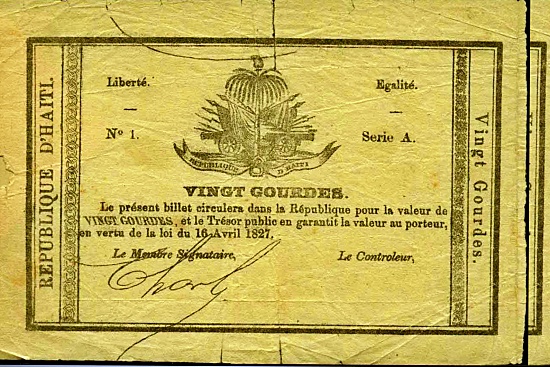 REPUBLIQUE D'HAITI.
Liberté.
Egalité.
Nº 1.
Serie A.
REPUBLIQUE D'HAITI
VINGT GOURDES.
Le présent billet circulera dans la République pour la valeur de
VINGT GOURDES, et le Trésor public en garantit la valeur au porteur,
en vertu de la loi du 16 Avril 1827.
Le Membre Signataire,
Le Controleur,
Vingt Gourdes.